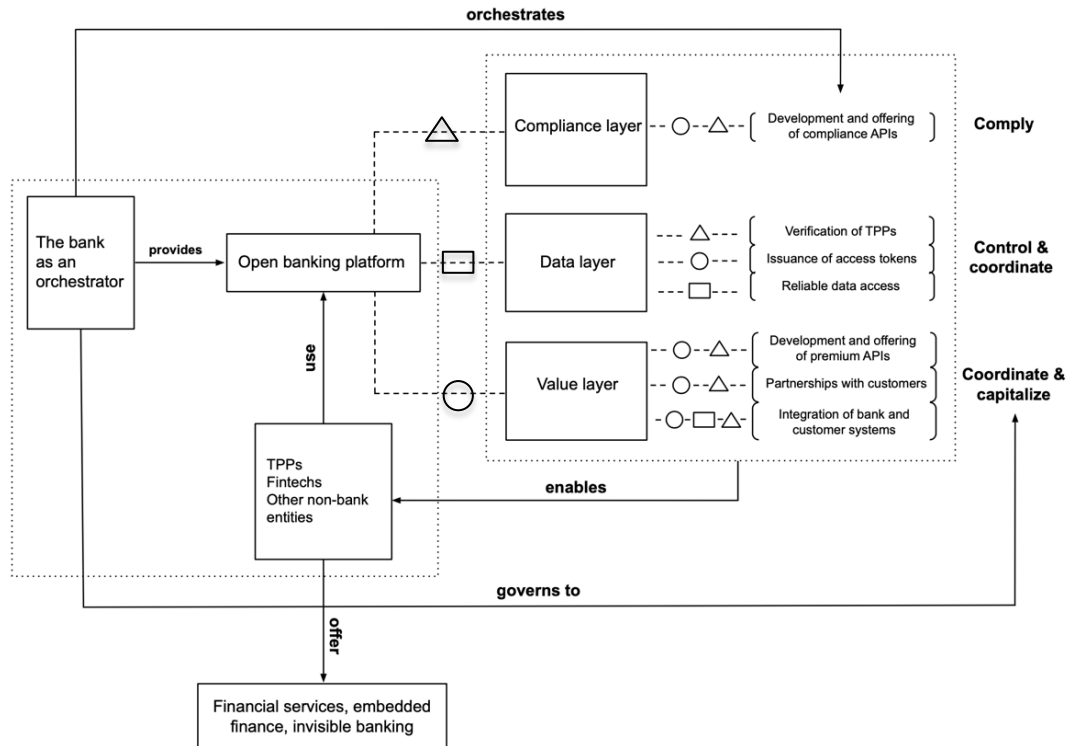 orchestrates
Compliance layer
Development and offering
of compliance APIs
Comply
The bank
as an
orchestrator
provides
Open banking platform
Data layer
Verification of TPPs
Issuance of access tokens
Reliable data access
Control &
coordinate
use
Value layer
Development and offering
of premium APIs
Partnerships with customers
Integration of bank and
customer systems
Coordinate &
capitalize
TPPs
Fintechs
Other non-bank
entities
enables
governs to
offer
Financial services, embedded
finance, invisible banking